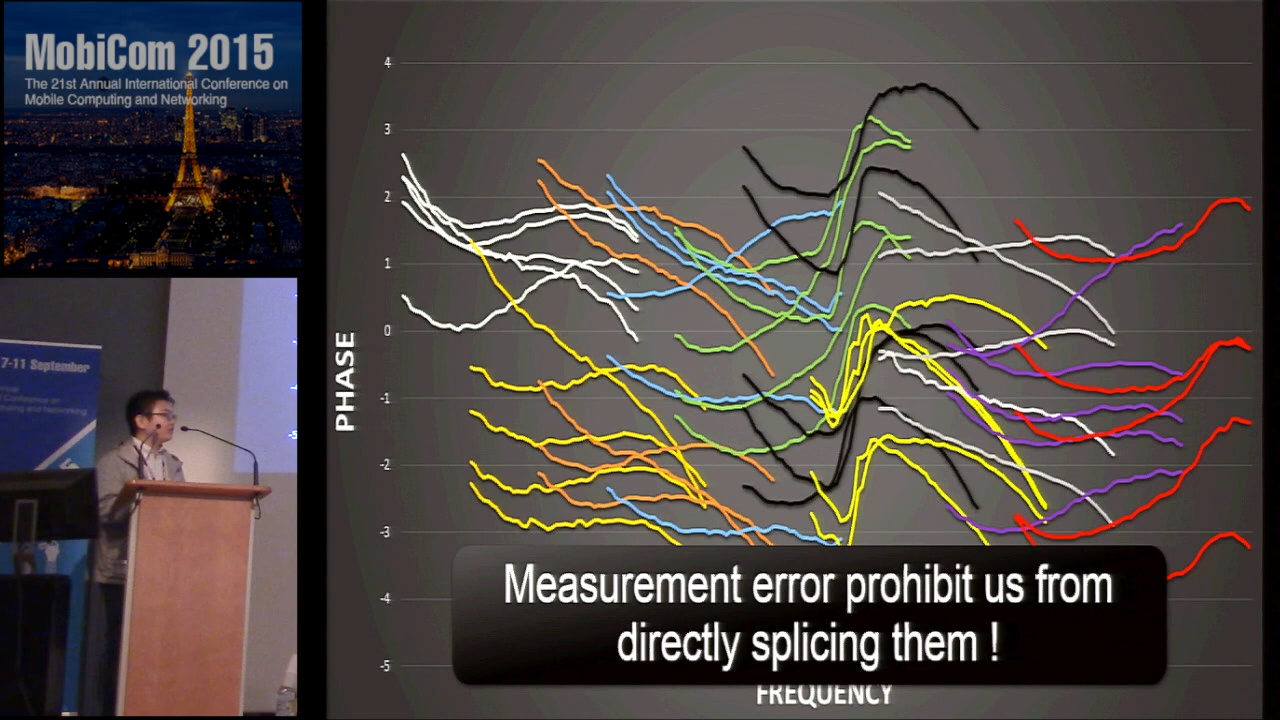 MobiCom 2015
The 21st Annual International Conference on
Mobile Computing and Networking
7-11 September
4
3
2
1
0
-1
-2
-3
-4
-5
PHASE
FREQUENCY
Measurement error prohibit us from
directly splicing them !